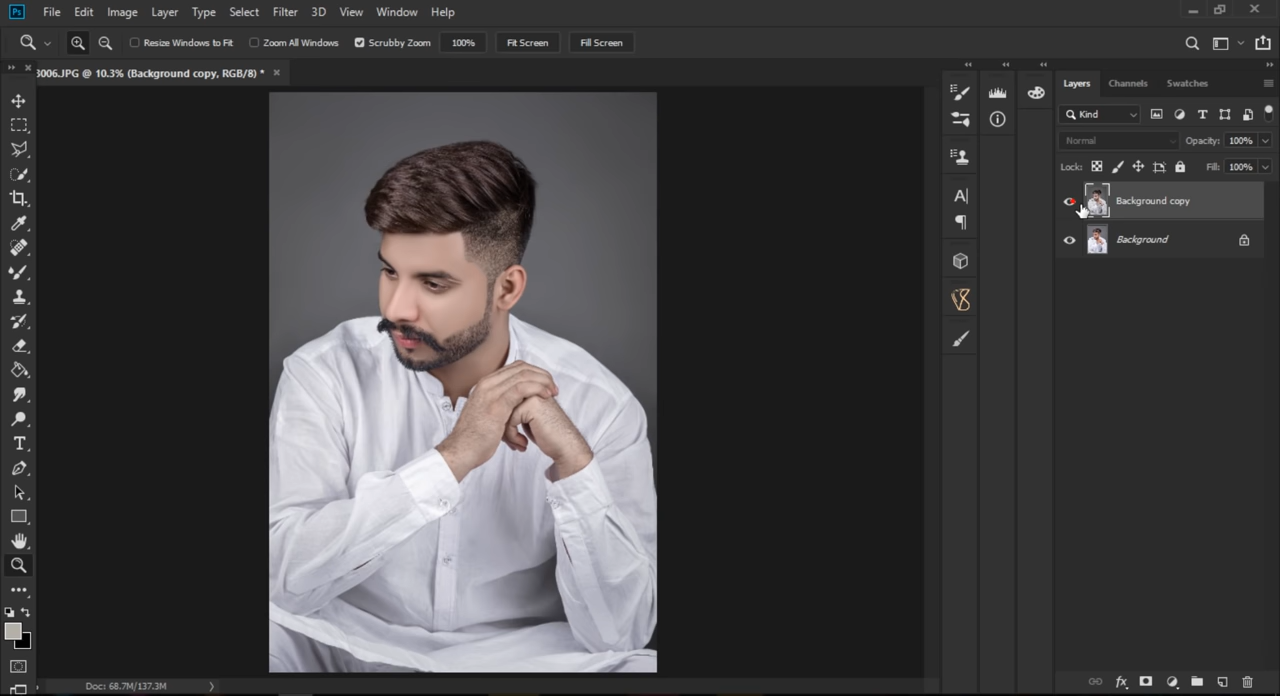 Ps File Edit Image Layer Type Select Filter 3D View Window Help
Resize Windows to Fit Zoom All Windows Scrubby Zoom 100% Fit Screen Fill Screen
3006.JPG @ 10.3% (Background copy, RGB/8) * ×
Layers Channels Swatches
Kind
Normal Opacity: 100%
Lock: Fill: 100%
Background copy
Background
Doc: 68.7M/137.3M